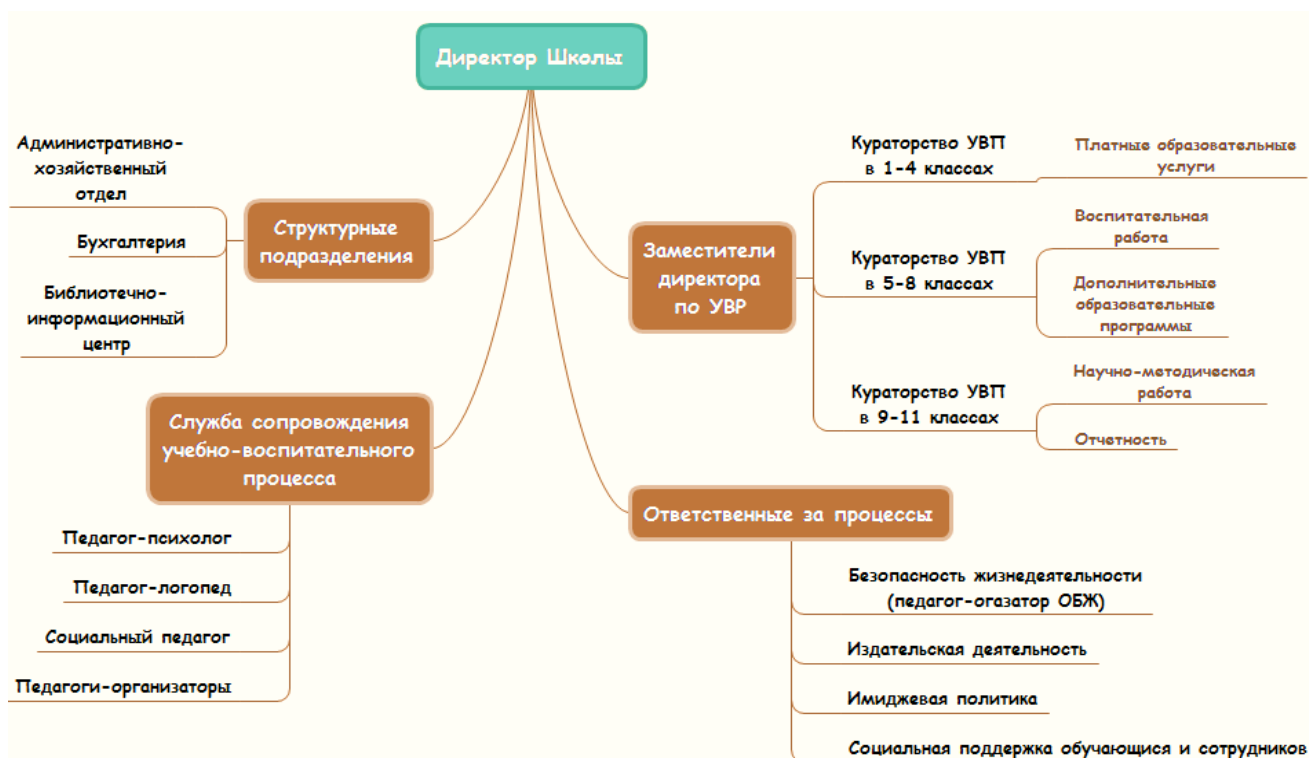 Директор Школы
Административно-
хозяйственный
отдел
Бухгалтерия
Библиотечно-
информационный
центр
Структурные
подразделения
Служба сопровождения
учебно-воспитательного
процесса
Педагог-психолог
Педагог-логопед
Социальный педагог
Педагоги-организаторы
Заместители
директора
по УВР
Кураторство УВП
в 1-4 классах
Платные образовательные
услуги
Кураторство УВП
в 5-8 классах
Воспитательная
работа
Дополнительные
образовательные
программы
Кураторство УВП
в 9-11 классах
Научно-методическая
работа
Отчетность
Ответственные за процессы
Безопасность жизнедеятельности
(педагог-огазатор ОБЖ)
Издательская деятельность
Имиджевая политика
Социальная поддержка обучающися и сотрудников